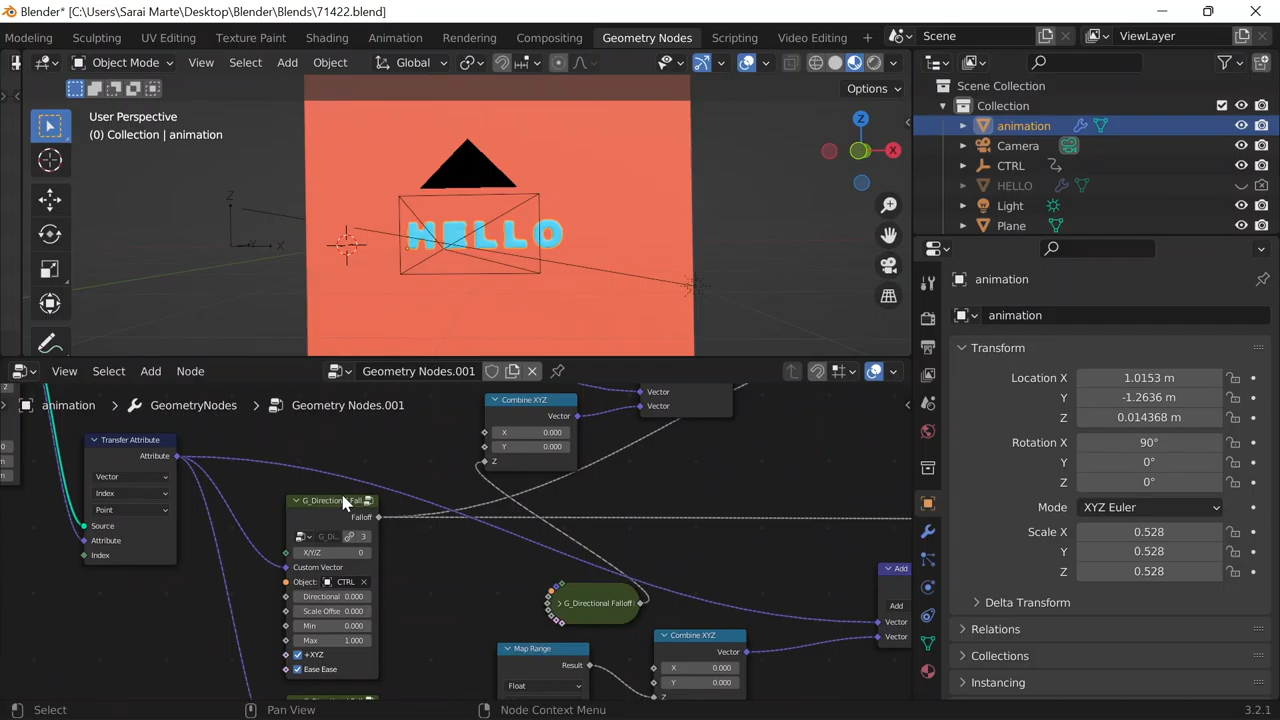 Blender* [C:\Users\Sarai Marte\Desktop\Blender\Blends\71422.blend]
Modeling Sculpting UV Editing Texture Paint Shading Animation Rendering Compositing Geometry Nodes Scripting Video Editing + Scene ViewLayer
Object Mode View Select Add Object Global
Options
User Perspective
(0) Collection | animation
Z
X
HELLO
Z
Y
X
Scene Collection
Collection
animation
Camera
CTRL
HELLO
Light
Plane
animation
animation
Transform
Location X 1.0153 m
Y -1.2636 m
Z 0.014368 m
Rotation X 90°
Y 0°
Z 0°
Mode XYZ Euler
Scale X 0.528
Y 0.528
Z 0.528
Delta Transform
Relations
Collections
Instancing
View Select Add Node Geometry Nodes.001
animation > GeometryNodes > Geometry Nodes.001
2
Transfer Attribute
Attribute
Vector
Index
Point
Source
Attribute
Index
Falloff
G_Di...
3
X/Y/Z 0
Custom Vector
Object: CTRL
Directional 0.000
Scale Offse 0.000
Min 0.000
Max 1.000
+XYZ
Ease Ease
Combine XYZ
Vector
X 0.000
Y 0.000
Z
Vector
Vector
G_Directional Falloff
Map Range
Result
Float
Combine XYZ
Vector
X 0.000
Y 0.000
Z
Add
Add
Vector
Vector
Select Pan View Node Context Menu 3.2.1